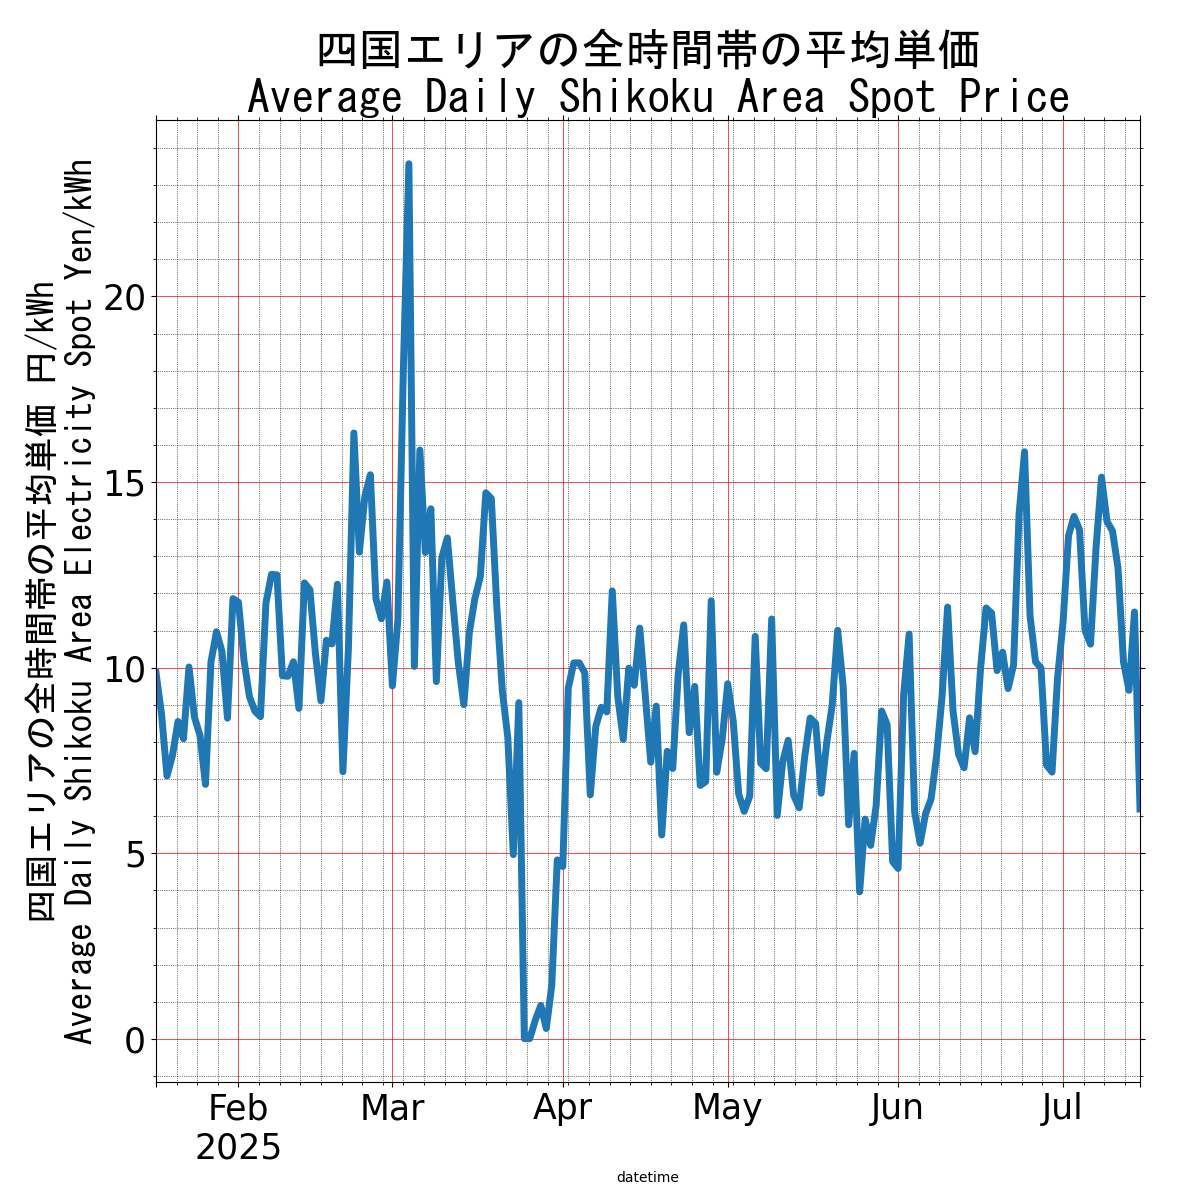 四国エリアの全時間帯の平均単価
Average Daily Shikoku Area Spot Price
四国エリアの全時間帯の平均単価 円/kWh
Average Daily Shikoku Area Electricity Spot Yen/kWh
20
15
10
5
0
Feb
2025
Mar
Apr
May
Jun
Jul
datetime